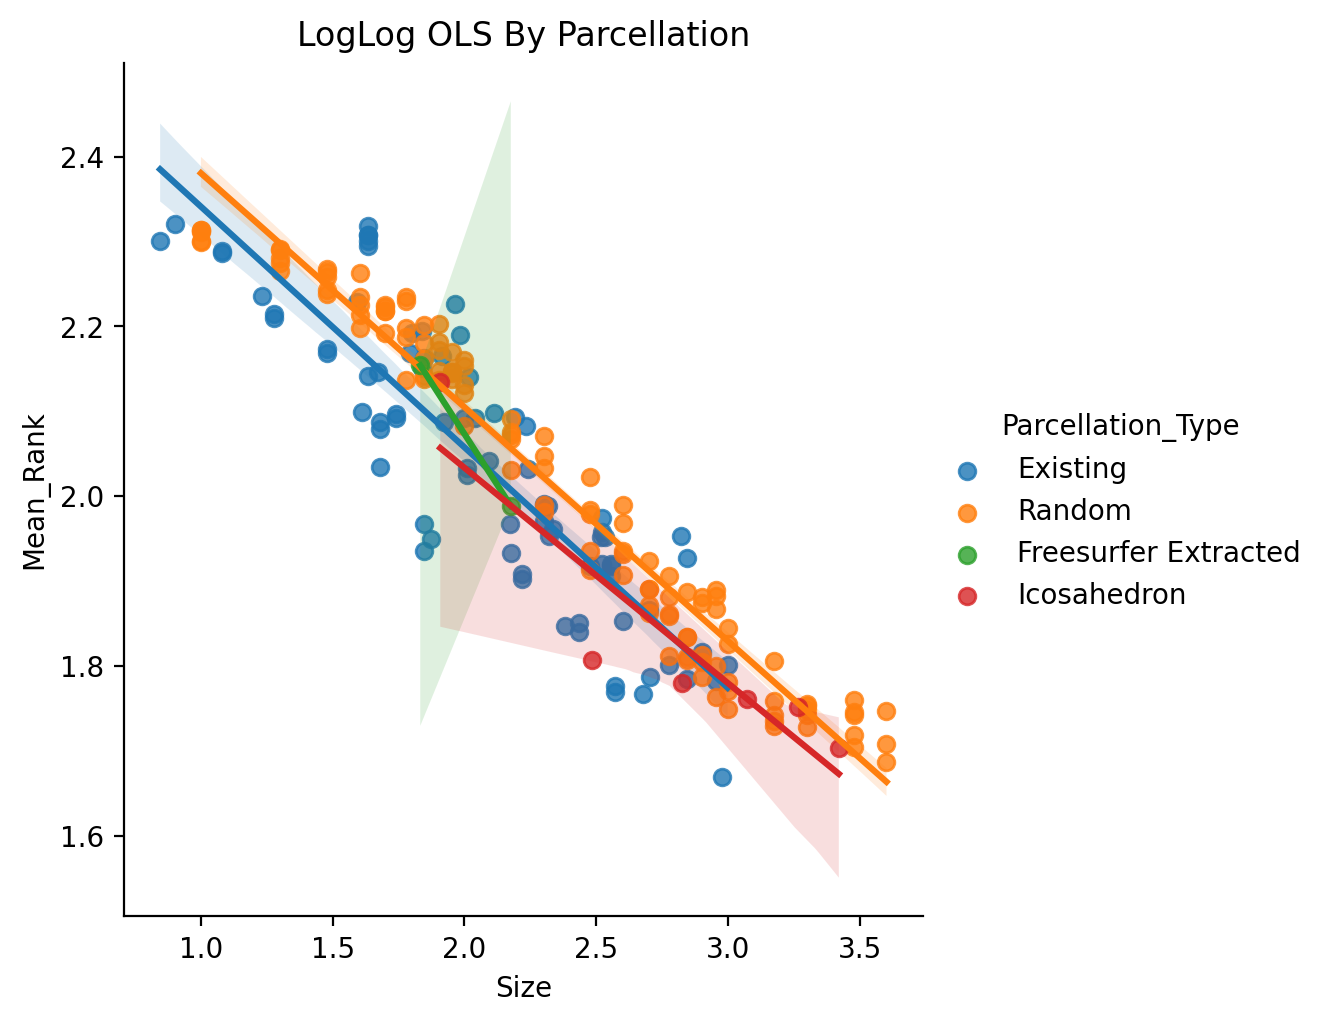 LogLog OLS By Parcellation
2.4
2.2
2.0
1.8
1.6
Mean_Rank
1.0 1.5 2.0 2.5 3.0 3.5
Size
Parcellation_Type
Existing
Random
Freesurfer Extracted
Icosahedron